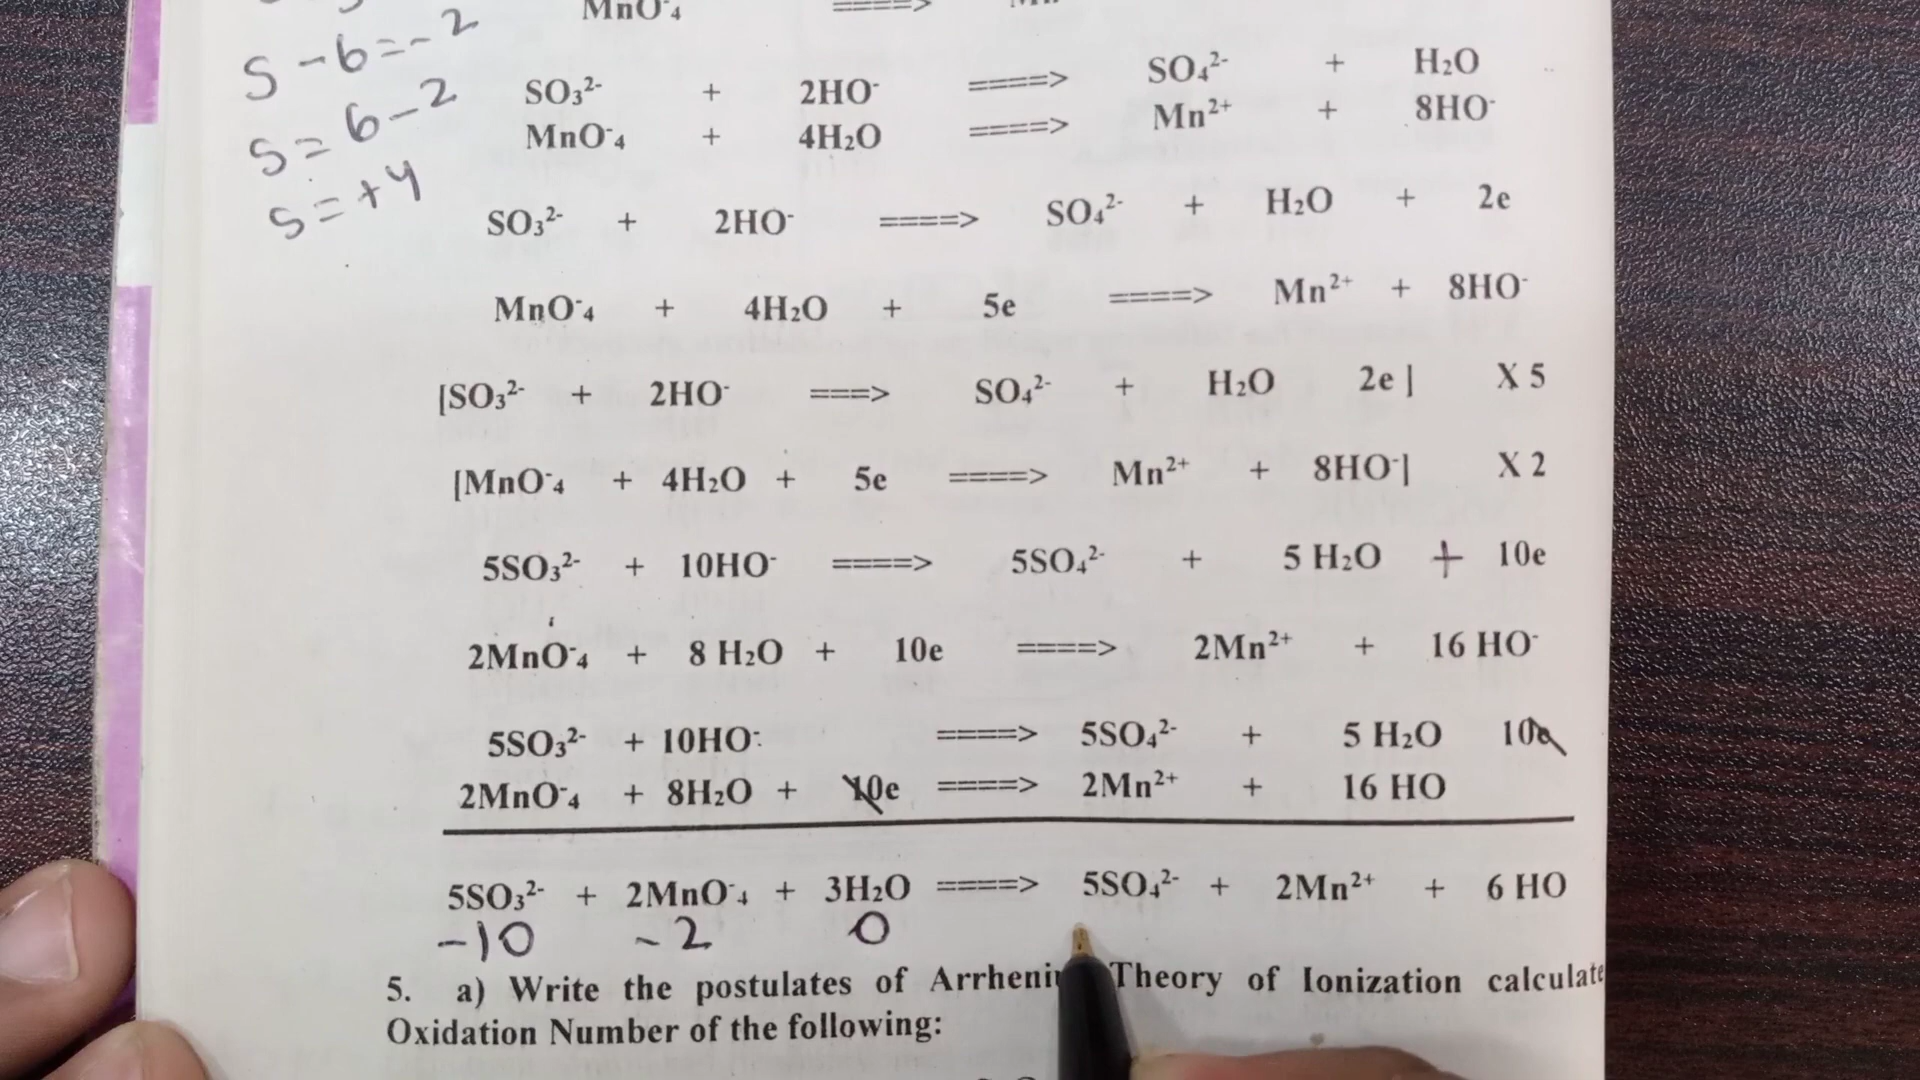 MnO⁻₄ ====>
S - 6 = - 2
SO₃²⁻ + 2HO⁻ ====> SO₄²⁻ + H₂O
S = 6 - 2
MnO⁻₄ + 4H₂O ====> Mn²⁺ + 8HO⁻
S = + 4
SO₃²⁻ + 2HO⁻ ====> SO₄²⁻ + H₂O + 2e
MnO⁻₄ + 4H₂O + 5e ====> Mn²⁺ + 8HO⁻
[SO₃²⁻ + 2HO⁻ ===> SO₄²⁻ + H₂O 2e ] X 5
[MnO⁻₄ + 4H₂O + 5e ====> Mn²⁺ + 8HO⁻] X 2
5SO₃²⁻ + 10HO⁻ ====> 5SO₄²⁻ + 5 H₂O + 10e
2MnO⁻₄ + 8 H₂O + 10e ====> 2Mn²⁺ + 16 HO⁻
5SO₃²⁻ + 10HO⁻ ====> 5SO₄²⁻ + 5 H₂O 10e
2MnO⁻₄ + 8H₂O + 10e ====> 2Mn²⁺ + 16 HO
5SO₃²⁻ + 2MnO⁻₄ + 3H₂O ====> 5SO₄²⁻ + 2Mn²⁺ + 6 HO
-10 -2 0
5. a) Write the postulates of Theory of Ionization calculate
Oxidation Number of the following: